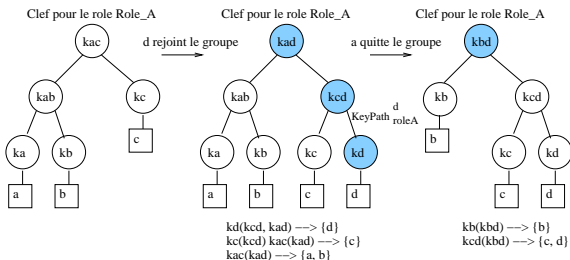 Clef pour le role Role_A
kac
kab
kc
ka
kb
c
a
b
d rejoint le groupe
Clef pour le role Role_A
kad
kab
kcd
KeyPath d roleA
ka
kb
kc
kd
a
b
c
d
kd(kcd, kad) −−> {d}
kc(kcd) kac(kad) −−> {c}
kac(kad) −−> {a, b}
a quitte le groupe
Clef pour le role Role_A
kbd
kb
kcd
b
kc
kd
c
d
kb(kbd) −−> {b}
kcd(kbd) −−> {c, d}